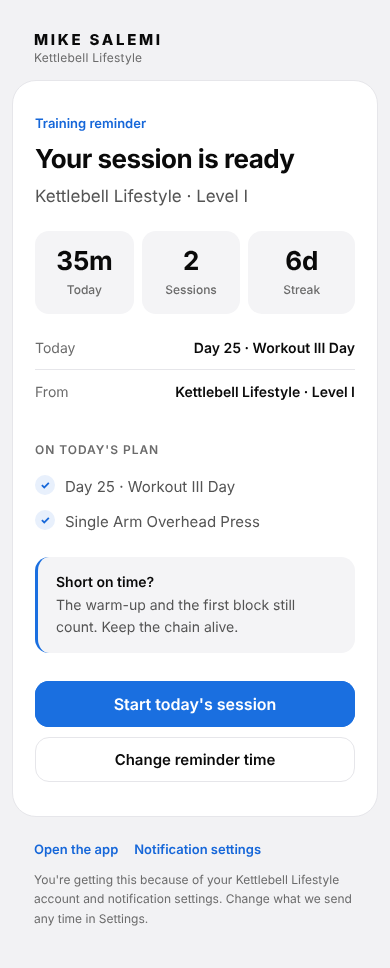 MIKE SALEMI
Kettlebell Lifestyle
Training reminder
Your session is ready
Kettlebell Lifestyle · Level I
35m
Today
2
Sessions
6d
Streak
Today
Day 25 · Workout III Day
From
Kettlebell Lifestyle · Level I
ON TODAY'S PLAN
Day 25 · Workout III Day
Single Arm Overhead Press
Short on time?
The warm-up and the first block still
count. Keep the chain alive.
Start today's session
Change reminder time
Open the app Notification settings
You're getting this because of your Kettlebell Lifestyle
account and notification settings. Change what we send
any time in Settings.